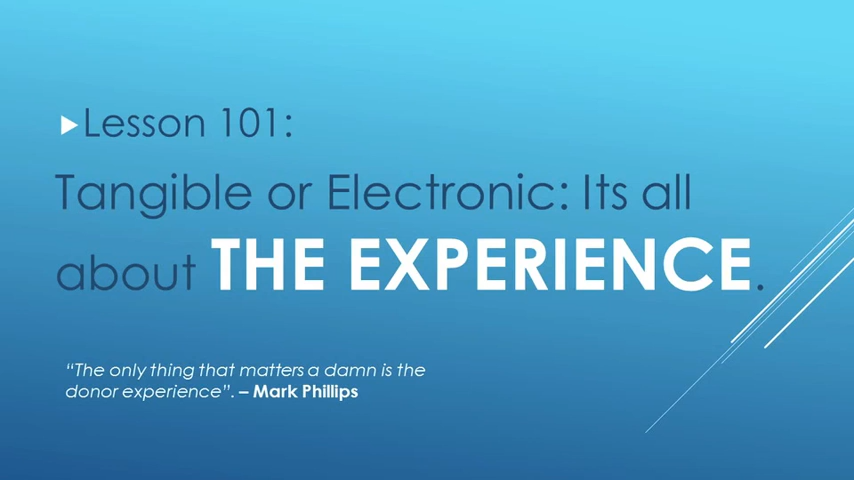 Lesson 101:
Tangible or Electronic: Its all
about THE EXPERIENCE.
“The only thing that matters a damn is the
donor experience”. – Mark Phillips